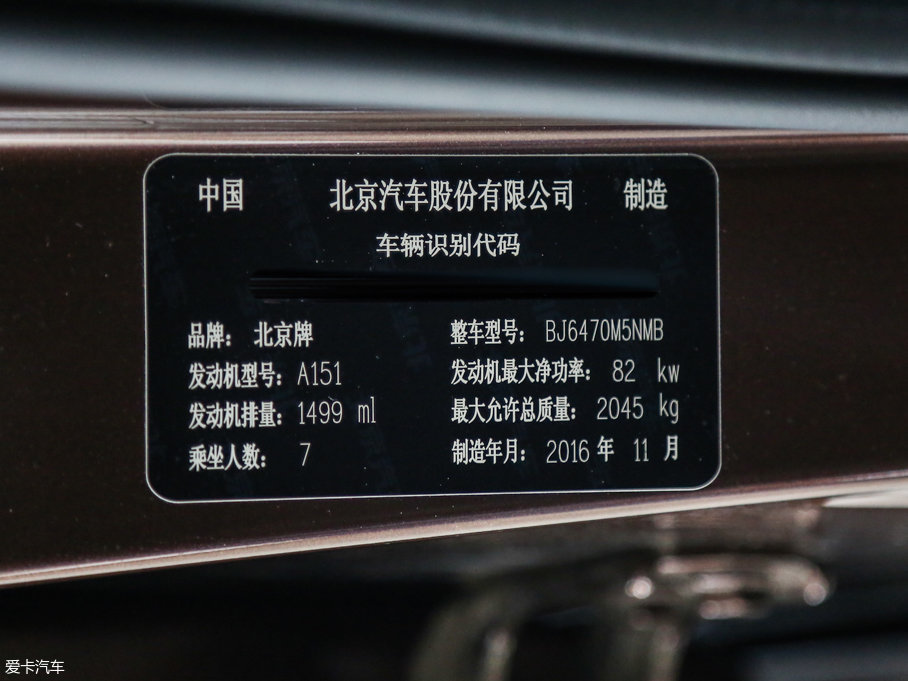 中国 北京汽车股份有限公司 制造
车辆识别代码
品牌: 北京牌 整车型号: BJ6470M5NMB
发动机型号: A151 发动机最大净功率: 82 kw
发动机排量: 1499 ml 最大允许总质量: 2045 kg
乘坐人数: 7 制造年月: 2016 年 11 月
爱卡汽车